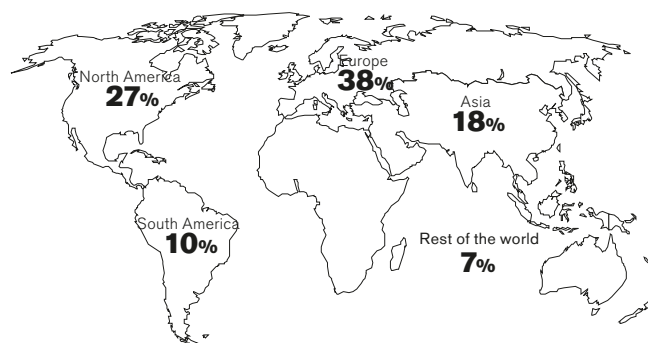 North America
27%
Europe
38%
Asia
18%
South America
10%
Rest of the world
7%